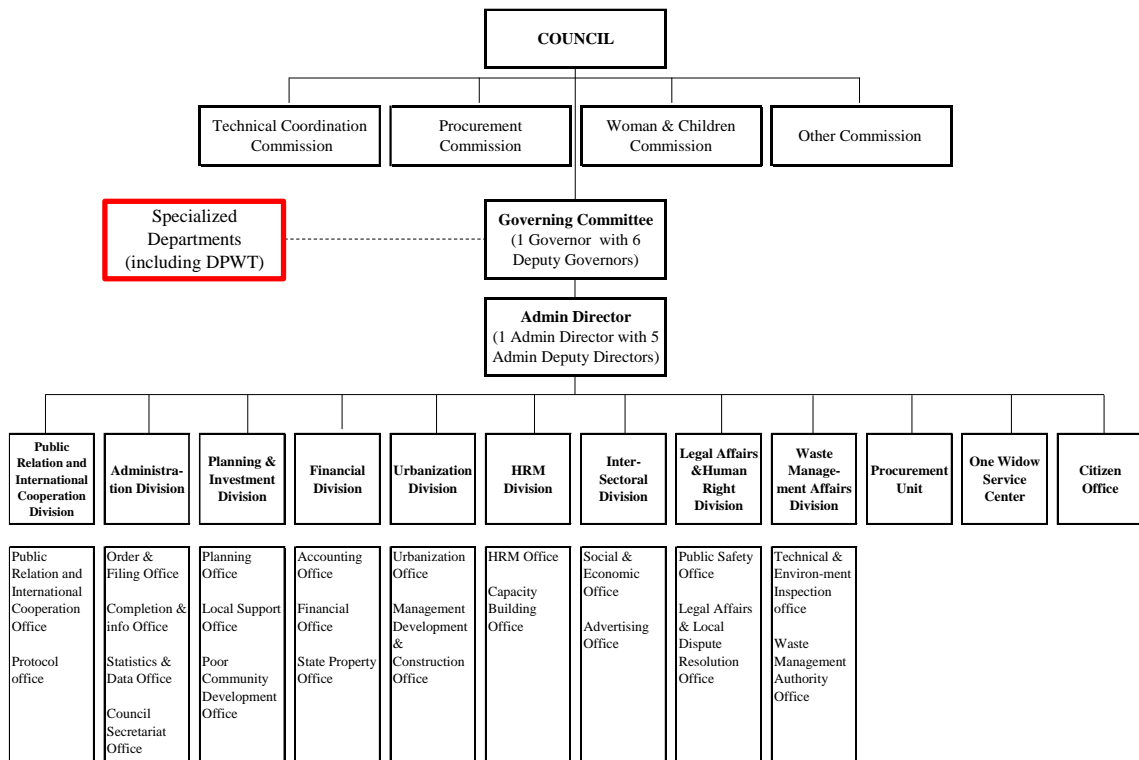 COUNCIL
Technical Coordination
Commission
Procurement
Commission
Woman & Children
Commission
Other Commission
Specialized
Departments
(including DPWT)
Governing Committee
(1 Governor with 6
Deputy Governors)
Admin Director
(1 Admin Director with 5
Admin Deputy Directors)
Public
Relation and
International
Cooperation
Division
Administra-
tion Division
Planning &
Investment
Division
Financial
Division
Urbanization
Division
HRM
Division
Inter-
Sectoral
Division
Legal Affairs
&Human
Right
Division
Waste
Manage-
ment Affairs
Division
Procurement
Unit
One Widow
Service
Center
Citizen
Office
Public
Relation and
International
Cooperation
Office
Protocol
office
Order &
Filing Office
Completion &
info Office
Statistics &
Data Office
Council
Secretariat
Office
Planning
Office
Local Support
Office
Poor
Community
Development
Office
Accounting
Office
Financial
Office
State Property
Office
Urbanization
Office
Management
Development
&
Construction
Office
HRM Office
Capacity
Building
Office
Social &
Economic
Office
Advertising
Office
Public Safety
Office
Legal Affairs
& Local
Dispute
Resolution
Office
Technical &
Environ-ment
Inspection
office
Waste
Management
Authority
Office